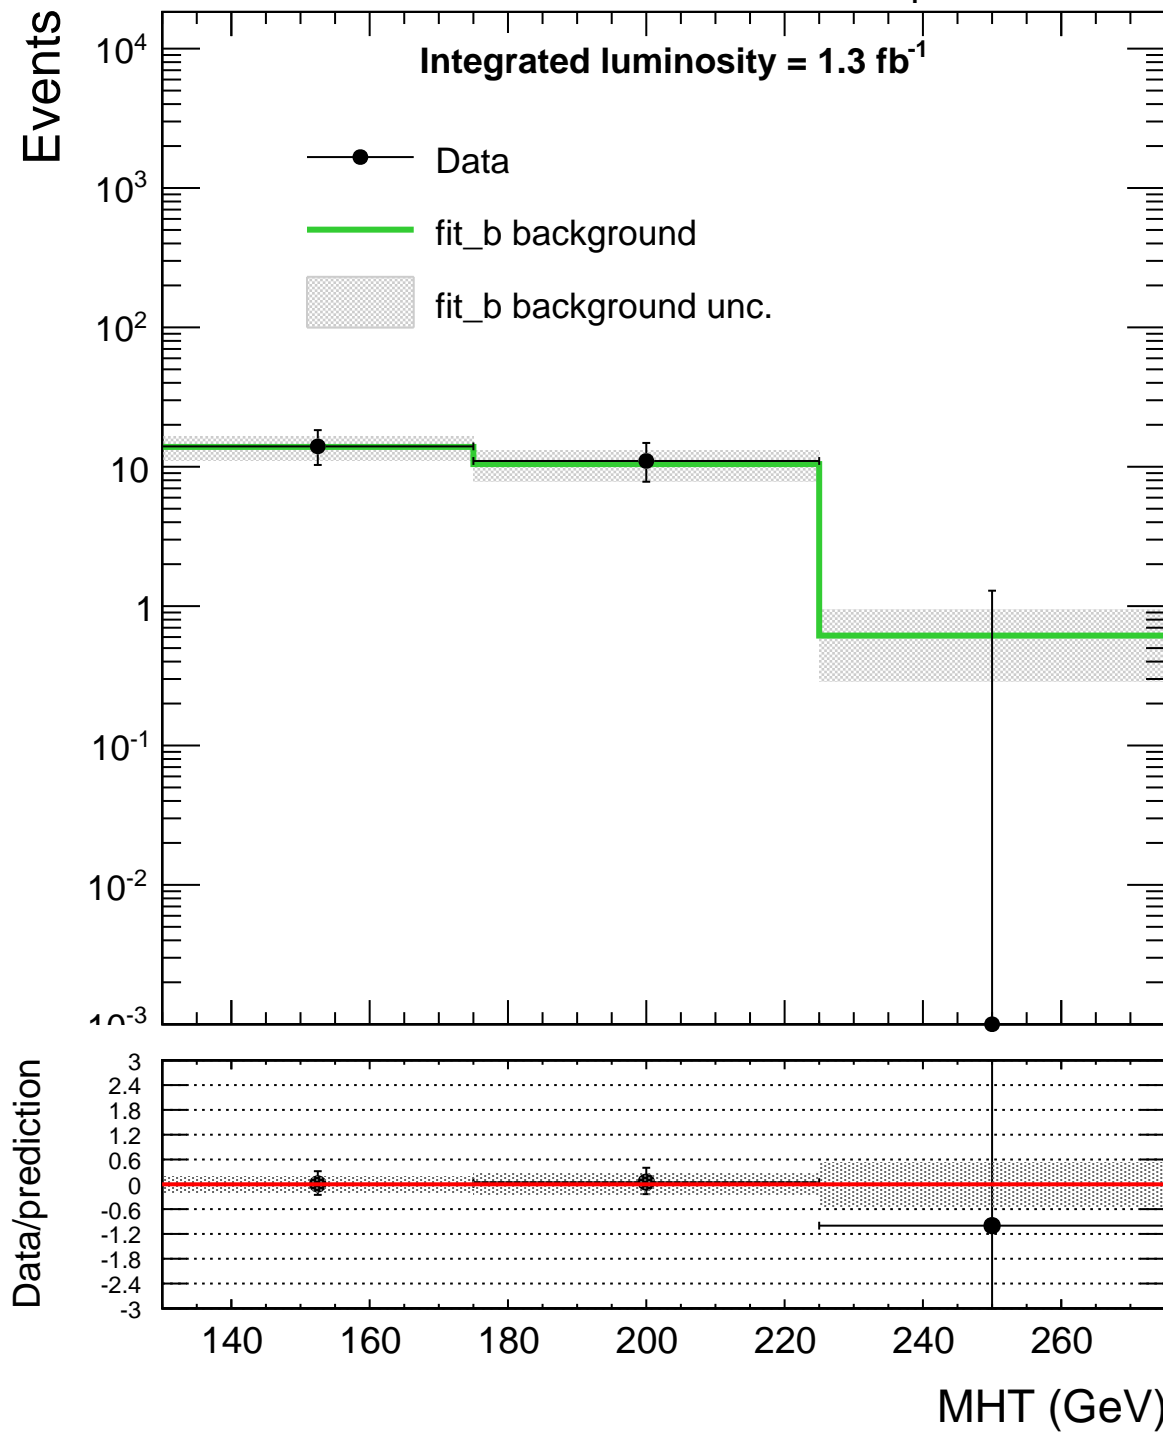 Events
Integrated luminosity = 1.3 fb⁻¹
Data
fit_b background
fit_b background unc.
10⁴
10³
10²
10
1
10⁻¹
10⁻²
10⁻³
Data/prediction
3
2.4
1.8
1.2
0.6
0
-0.6
-1.2
-1.8
-2.4
-3
140 160 180 200 220 240 260
MHT (GeV)